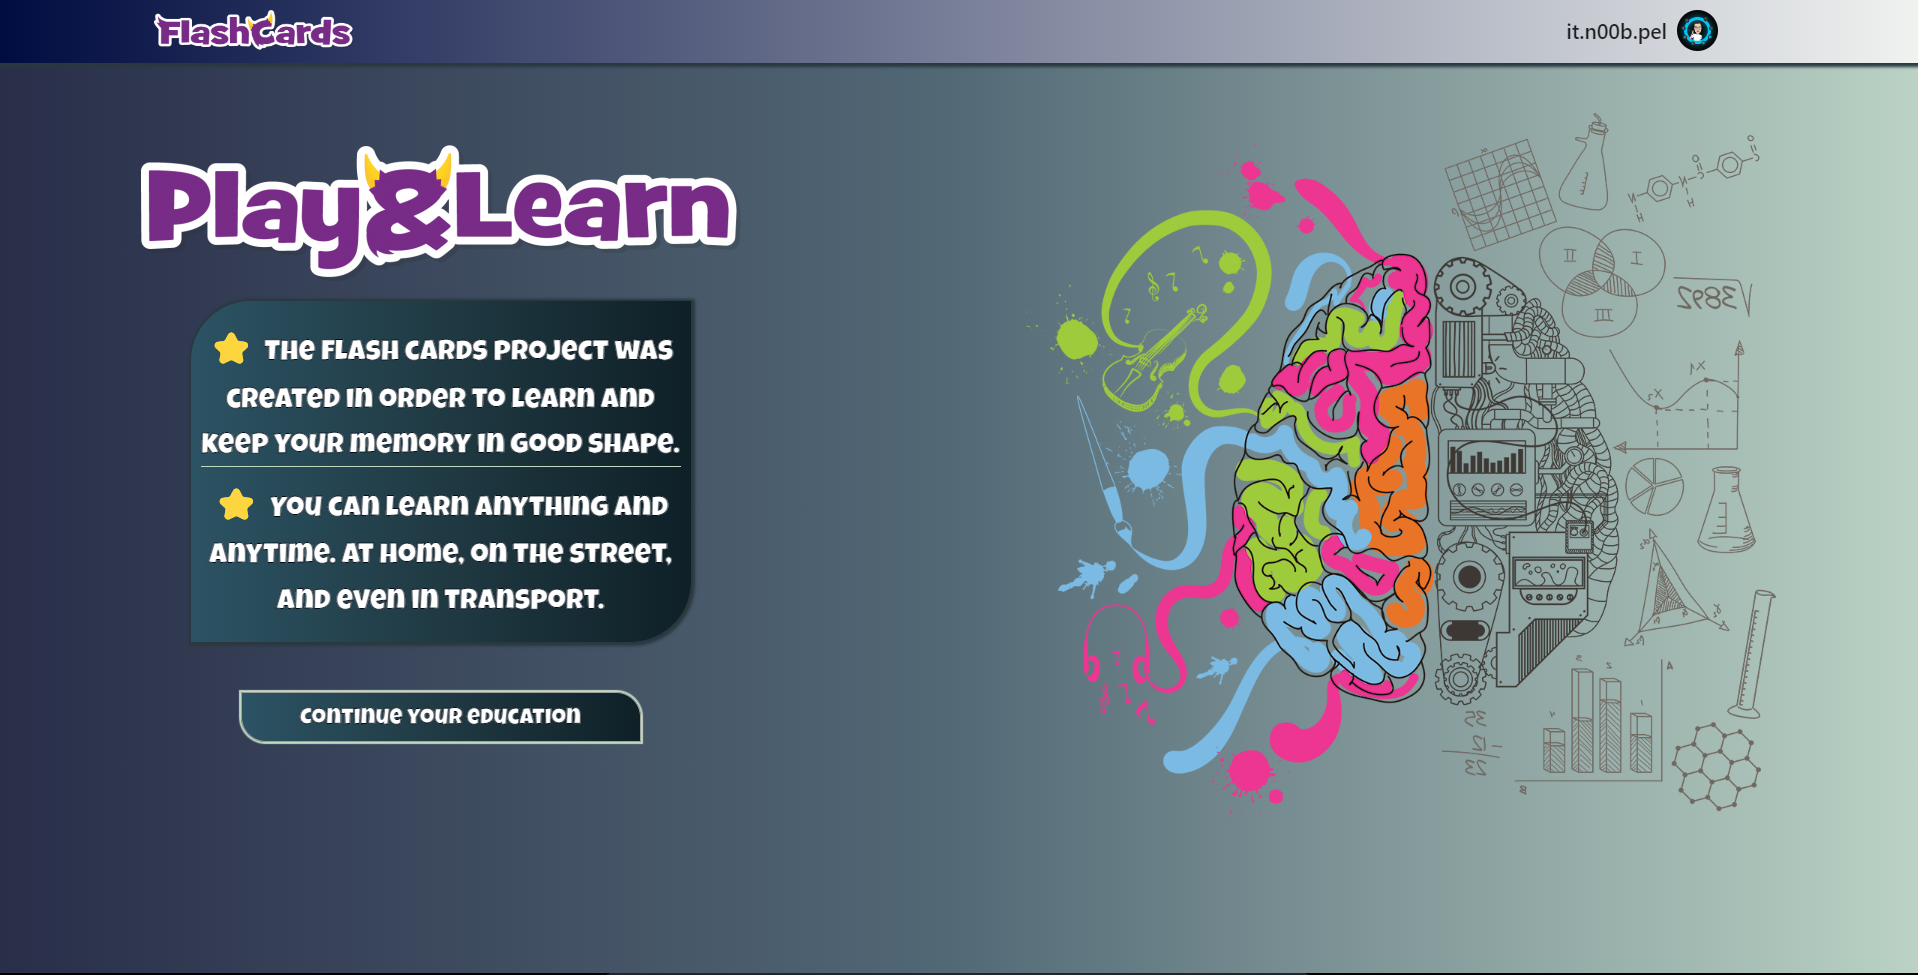 FlashCards
it.n00b.pel
Play&Learn
The Flash Cards project was
created in order to learn and
keep your memory in good shape.
You can learn anything and
anytime. At home, on the street,
and even in transport.
Continue your education